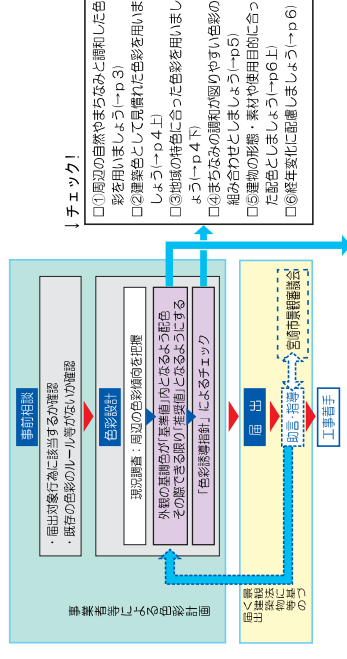 事前相談
・届出対象行為に該当するか確認
・既存の色彩のルール等がないか確認
色彩設計
現況調査：周辺の色彩傾向を把握
外観の基調色が「基準値」内となるよう配色
その際できる限り「推奨値」となるようにする
「色彩誘導指針」によるチェック
事業者等による色彩計画
届 出
助言・指導
宮崎市景観審議会
工事着手
景観法に基づ
く建築物等の
届出
↓チェック！
□①周辺の自然やまちなみと調和した色
彩を用いましょう(→p３)
□②建築色として見慣れた色彩を用いま
しょう(→p４上)
□③地域の特色に合った色彩を用いまし
ょう(→p４下)
□④まちなみの調和が図りやすい色彩の
組み合わせとしましょう(→p５)
□⑤建物の形態・素材や使用目的に合っ
た配色としましょう(→p６上)
□⑥経年変化に配慮しましょう(→p６)